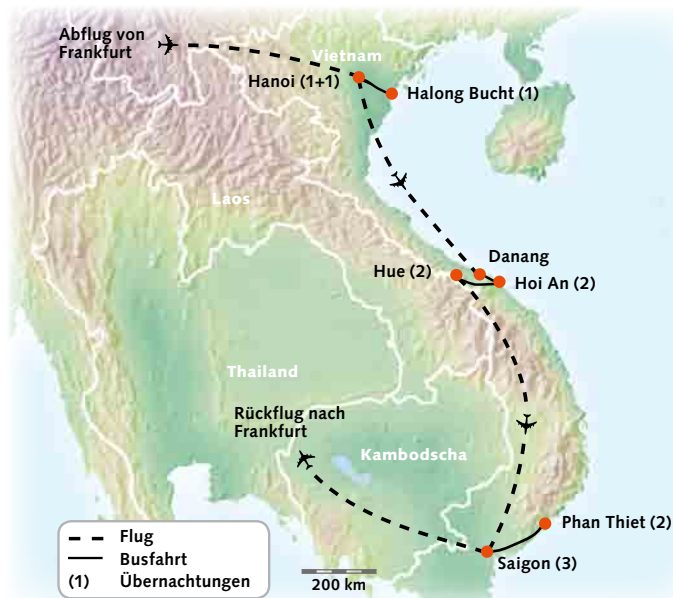 Abflug von
Frankfurt
Vietnam
Hanoi (1+1)
Halong Bucht (1)
Laos
Danang
Hue (2)
Hoi An (2)
Thailand
Rückflug nach
Frankfurt
Kambodscha
Phan Thiet (2)
Saigon (3)
Flug
Busfahrt
(1) Übernachtungen
200 km